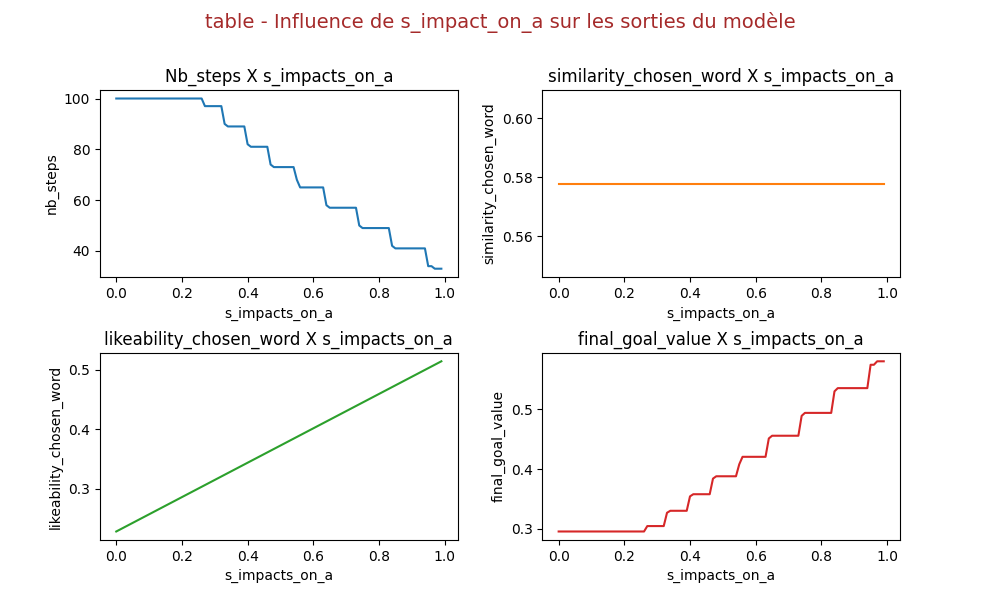 table - Influence de s_impact_on_a sur les sorties du modèle
Nb_steps X s_impacts_on_a
nb_steps
100
80
60
40
0.0 0.2 0.4 0.6 0.8 1.0
s_impacts_on_a
similarity_chosen_word X s_impacts_on_a
similarity_chosen_word
0.60
0.58
0.56
0.0 0.2 0.4 0.6 0.8 1.0
s_impacts_on_a
likeability_chosen_word X s_impacts_on_a
likeability_chosen_word
0.5
0.4
0.3
0.0 0.2 0.4 0.6 0.8 1.0
s_impacts_on_a
final_goal_value X s_impacts_on_a
final_goal_value
0.5
0.4
0.3
0.0 0.2 0.4 0.6 0.8 1.0
s_impacts_on_a